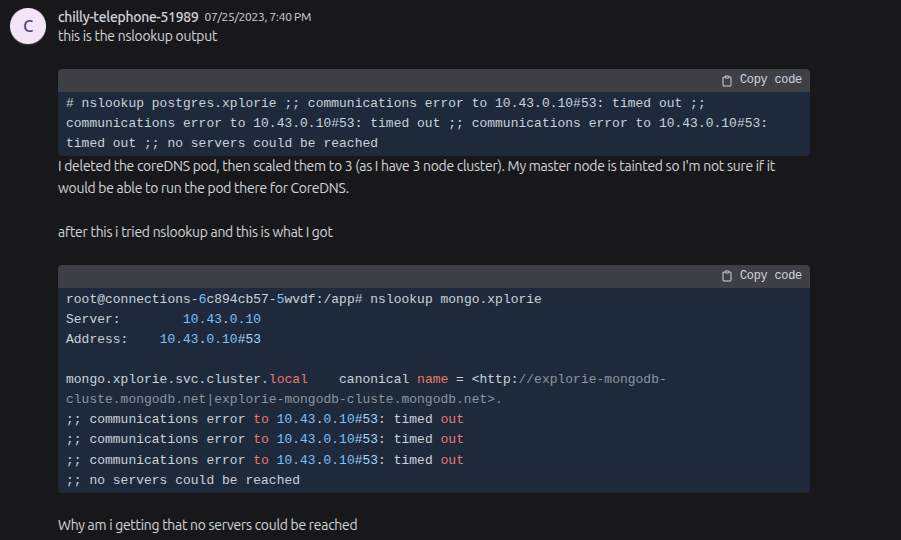 C
chilly-telephone-51989 07/25/2023, 7:40 PM
this is the nslookup output
Copy code
# nslookup postgres.xplorie ;; communications error to 10.43.0.10#53: timed out ;;
communications error to 10.43.0.10#53: timed out ;; communications error to 10.43.0.10#53:
timed out ;; no servers could be reached
I deleted the coreDNS pod, then scaled them to 3 (as I have 3 node cluster). My master node is tainted so I'm not sure if it
would be able to run the pod there for CoreDNS.
after this i tried nslookup and this is what I got
Copy code
root@connections-6c894cb57-5wvdf:/app# nslookup mongo.xplorie
Server: 10.43.0.10
Address: 10.43.0.10#53
mongo.xplorie.svc.cluster.local canonical name = <http://explorie-mongodb-
cluste.mongodb.net|explorie-mongodb-cluste.mongodb.net>.
;; communications error to 10.43.0.10#53: timed out
;; communications error to 10.43.0.10#53: timed out
;; communications error to 10.43.0.10#53: timed out
;; no servers could be reached
Why am i getting that no servers could be reached